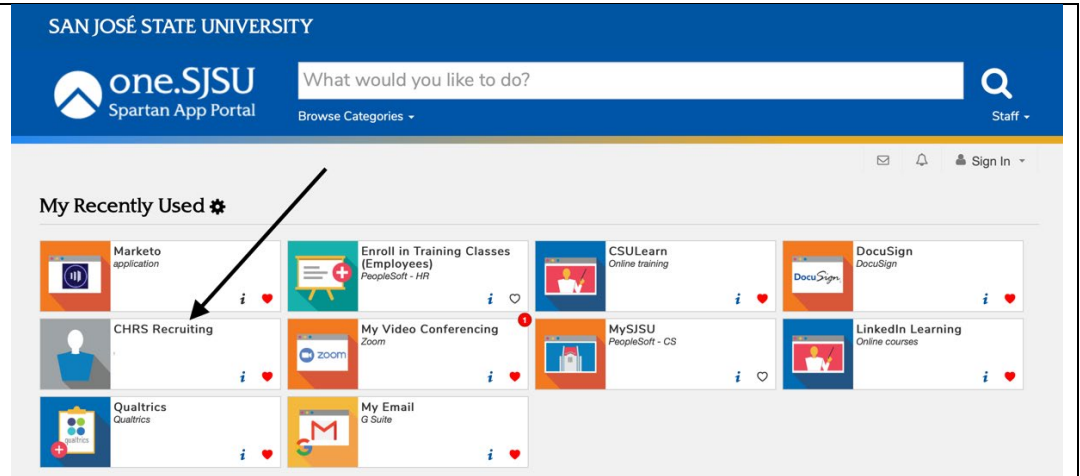 SAN JOSÉ STATE UNIVERSITY
one.SJSU
Spartan App Portal
What would you like to do?
Browse Categories
Staff
Sign In
My Recently Used
Marketo
application
i
Enroll in Training Classes
(Employees)
PeopleSoft - HR
i
CSULearn
Online training
i
DocuSign
DocuSign
DocuSign
i
CHRS Recruiting
i
My Video Conferencing
Zoom
zoom
1
i
MySJSU
PeopleSoft - CS
i
LinkedIn Learning
Online courses
i
Qualtrics
Qualtrics
qualtrics
i
My Email
G Suite
G
i